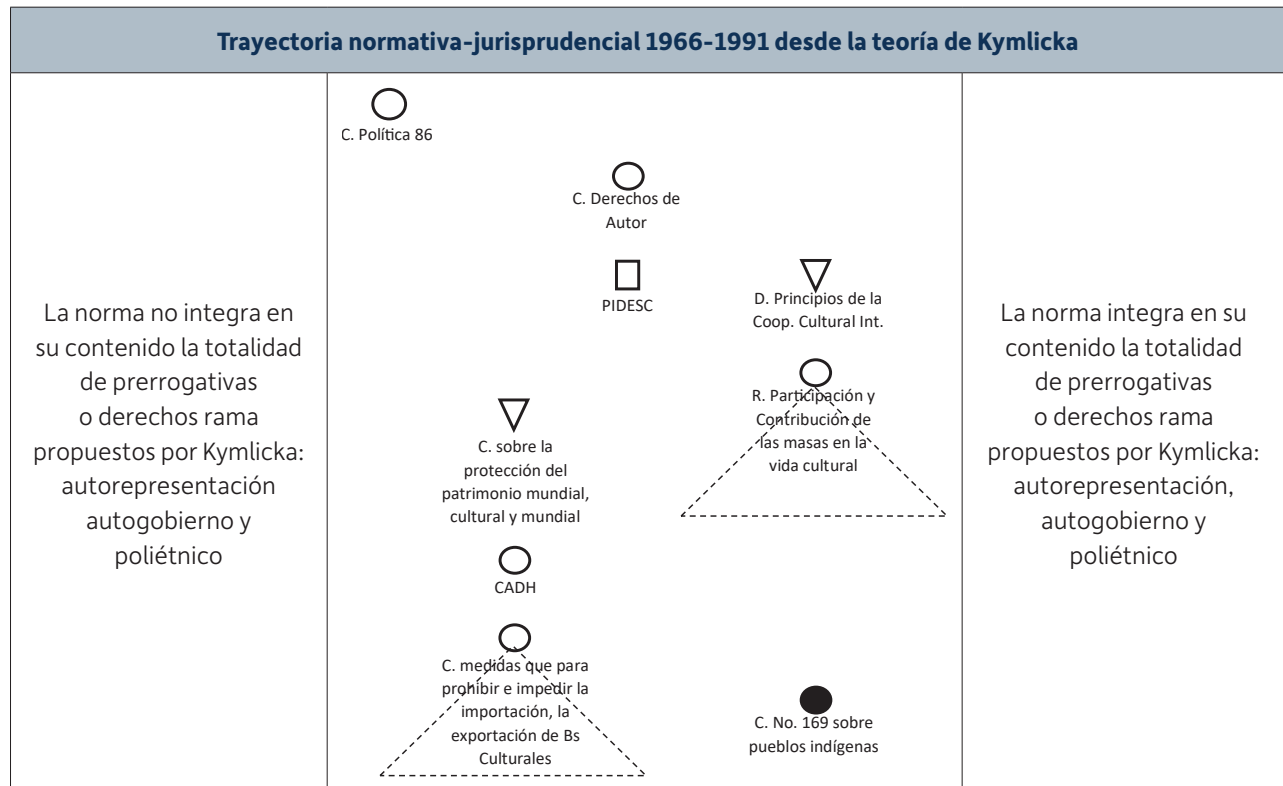 Trayectoria normativa-jurisprudencial 1966-1991 desde la teoría de Kymlicka
La norma no integra en
su contenido la totalidad
de prerrogativas
o derechos rama
propuestos por Kymlicka:
autorepresentación
autogobierno y
poliétnico
C. Política 86
C. Derechos de
Autor
PIDESC
D. Principios de la
Coop. Cultural Int.
R. Participación y
Contribución de
las masas en la
vida cultural
C. sobre la
protección del
patrimonio mundial,
cultural y mundial
CADH
C. medidas que para
prohibir e impedir la
importación, la
exportación de Bs
Culturales
C. No. 169 sobre
pueblos indígenas
La norma integra en su
contenido la totalidad
de prerrogativas
o derechos rama
propuestos por Kymlicka:
autorepresentación,
autogobierno y
poliétnico